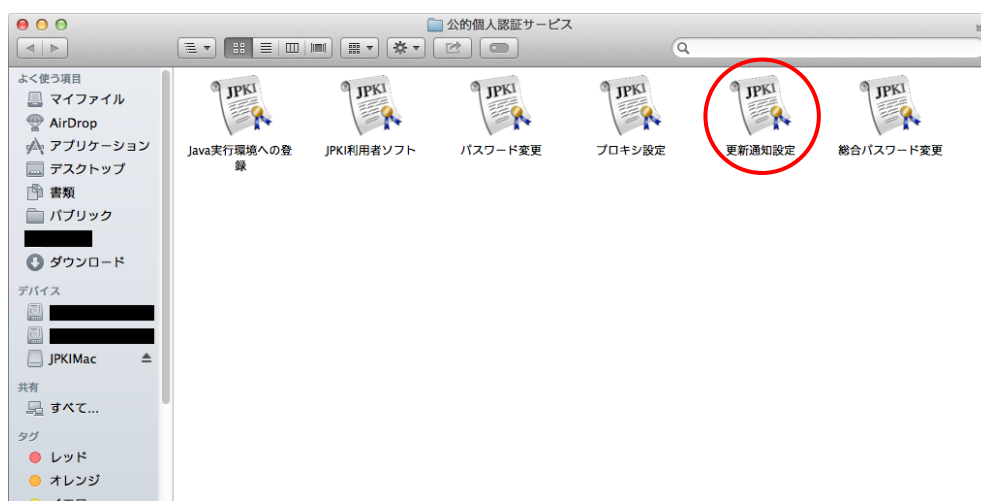 公的個人認証サービス
よく使う項目
マイファイル
AirDrop
アプリケーション
デスクトップ
書類
パブリック
ダウンロード
デバイス
JPKIMac
共有
すべて...
タグ
レッド
オレンジ
JPKI
JPKI
JPKI
JPKI
JPKI
JPKI
Java実行環境への登
録
JPKI利用者ソフト
パスワード変更
プロキシ設定
更新通知設定
総合パスワード変更